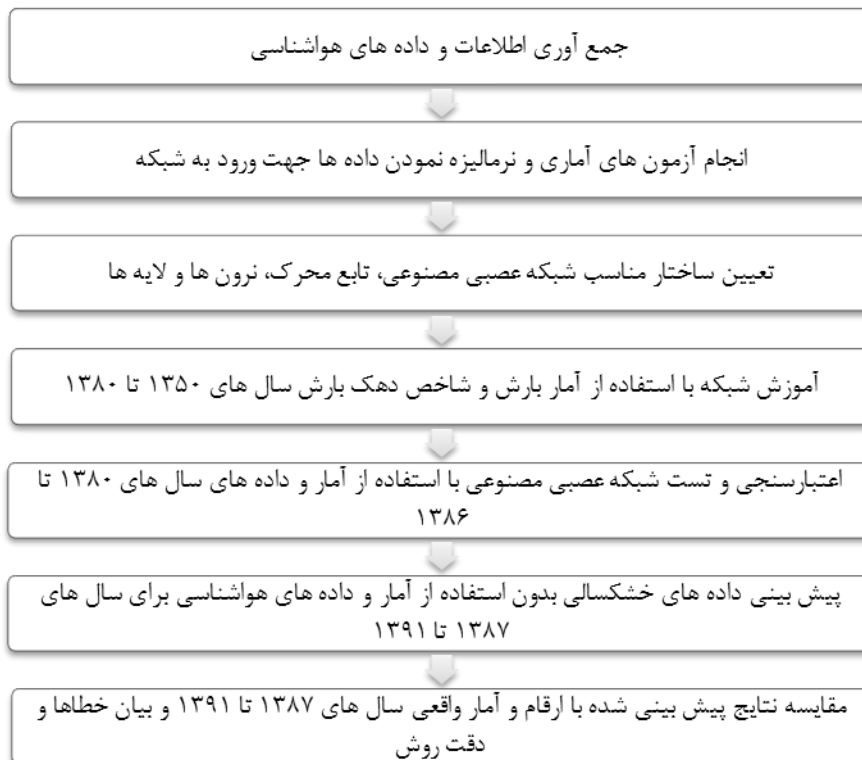 جمع آوری اطلاعات و داده های هواشناسی
انجام آزمون های آماری و نرمالیزه نمودن داده ها جهت ورود به شبکه
تعیین ساختار مناسب شبکه عصبی مصنوعی، تابع محرک، نرون ها و لایه ها
آموزش شبکه با استفاده از آمار بارش و شاخص دهک بارش سال های ۱۳۵۰ تا ۱۳۸۰
اعتبارسنجی و تست شبکه عصبی مصنوعی با استفاده از آمار و داده های سال های ۱۳۸۰ تا
۱۳۸۶
پیش بینی داده های خشکسالی بدون استفاده از آمار و داده های هواشناسی برای سال های
۱۳۸۷ تا ۱۳۹۱
مقایسه نتایج پیش بینی شده با ارقام و آمار واقعی سال های ۱۳۸۷ تا ۱۳۹۱ و بیان خطاها و
دقت روش